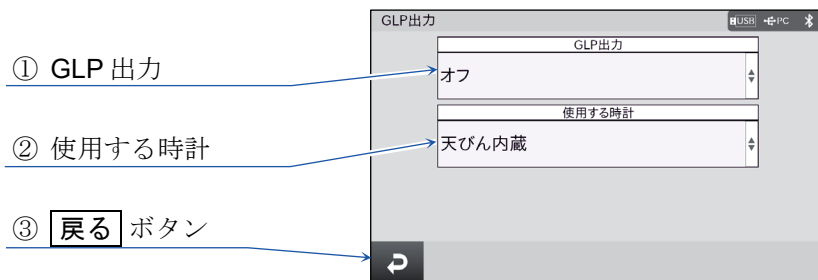 GLP出力
USB PC
GLP出力
① GLP 出力
オフ
使用する時計
② 使用する時計
天びん内蔵
③ 戻る ボタン